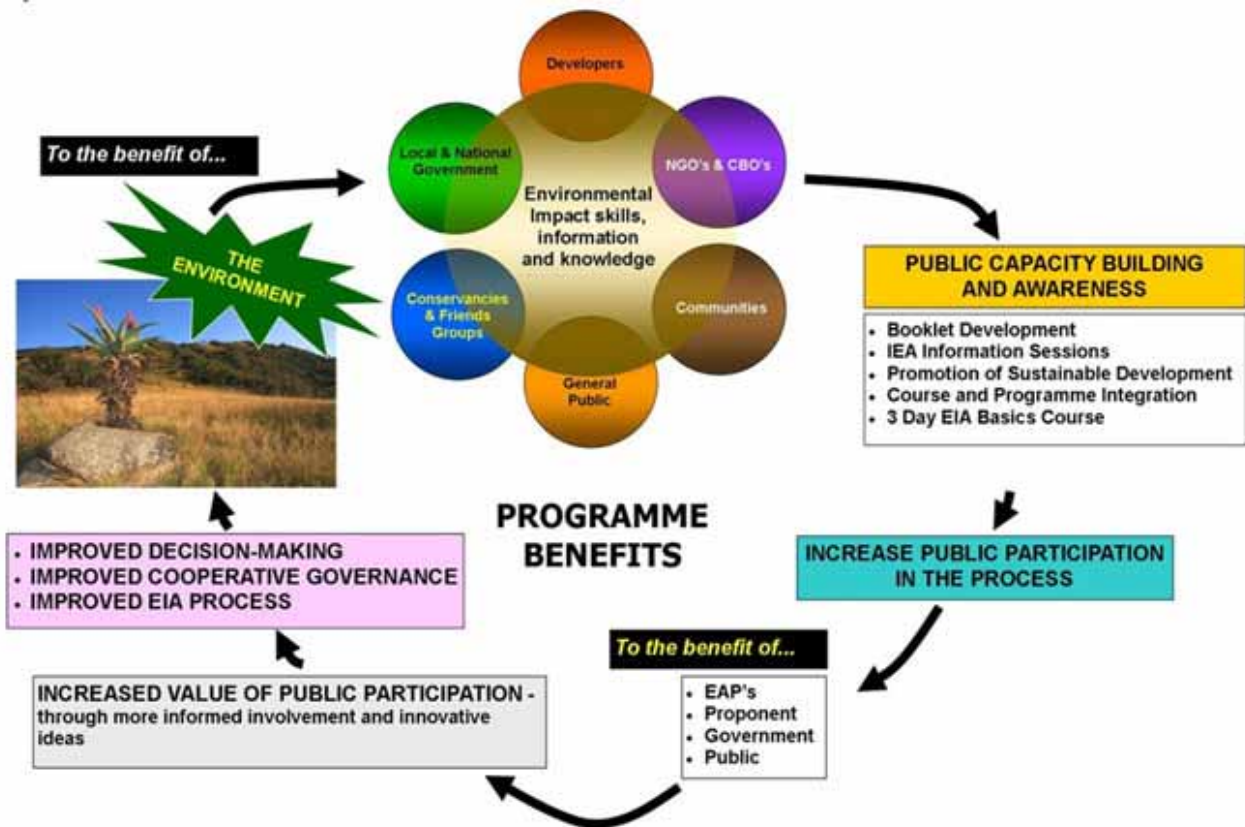 Developers
Local & National
Government
NGO's & CBO's
Environmental
Impact skills,
information
and knowledge
Conservancies
& Friends
Groups
Communities
General
Public
To the benefit of...
THE
ENVIRONMENT
PUBLIC CAPACITY BUILDING
AND AWARENESS
• Booklet Development
• IEA Information Sessions
• Promotion of Sustainable Development
• Course and Programme Integration
• 3 Day EIA Basics Course
PROGRAMME
BENEFITS
INCREASE PUBLIC PARTICIPATION
IN THE PROCESS
To the benefit of...
• EAP's
• Proponent
• Government
• Public
INCREASED VALUE OF PUBLIC PARTICIPATION -
through more informed involvement and innovative
ideas
• IMPROVED DECISION-MAKING
• IMPROVED COOPERATIVE GOVERNANCE
• IMPROVED EIA PROCESS